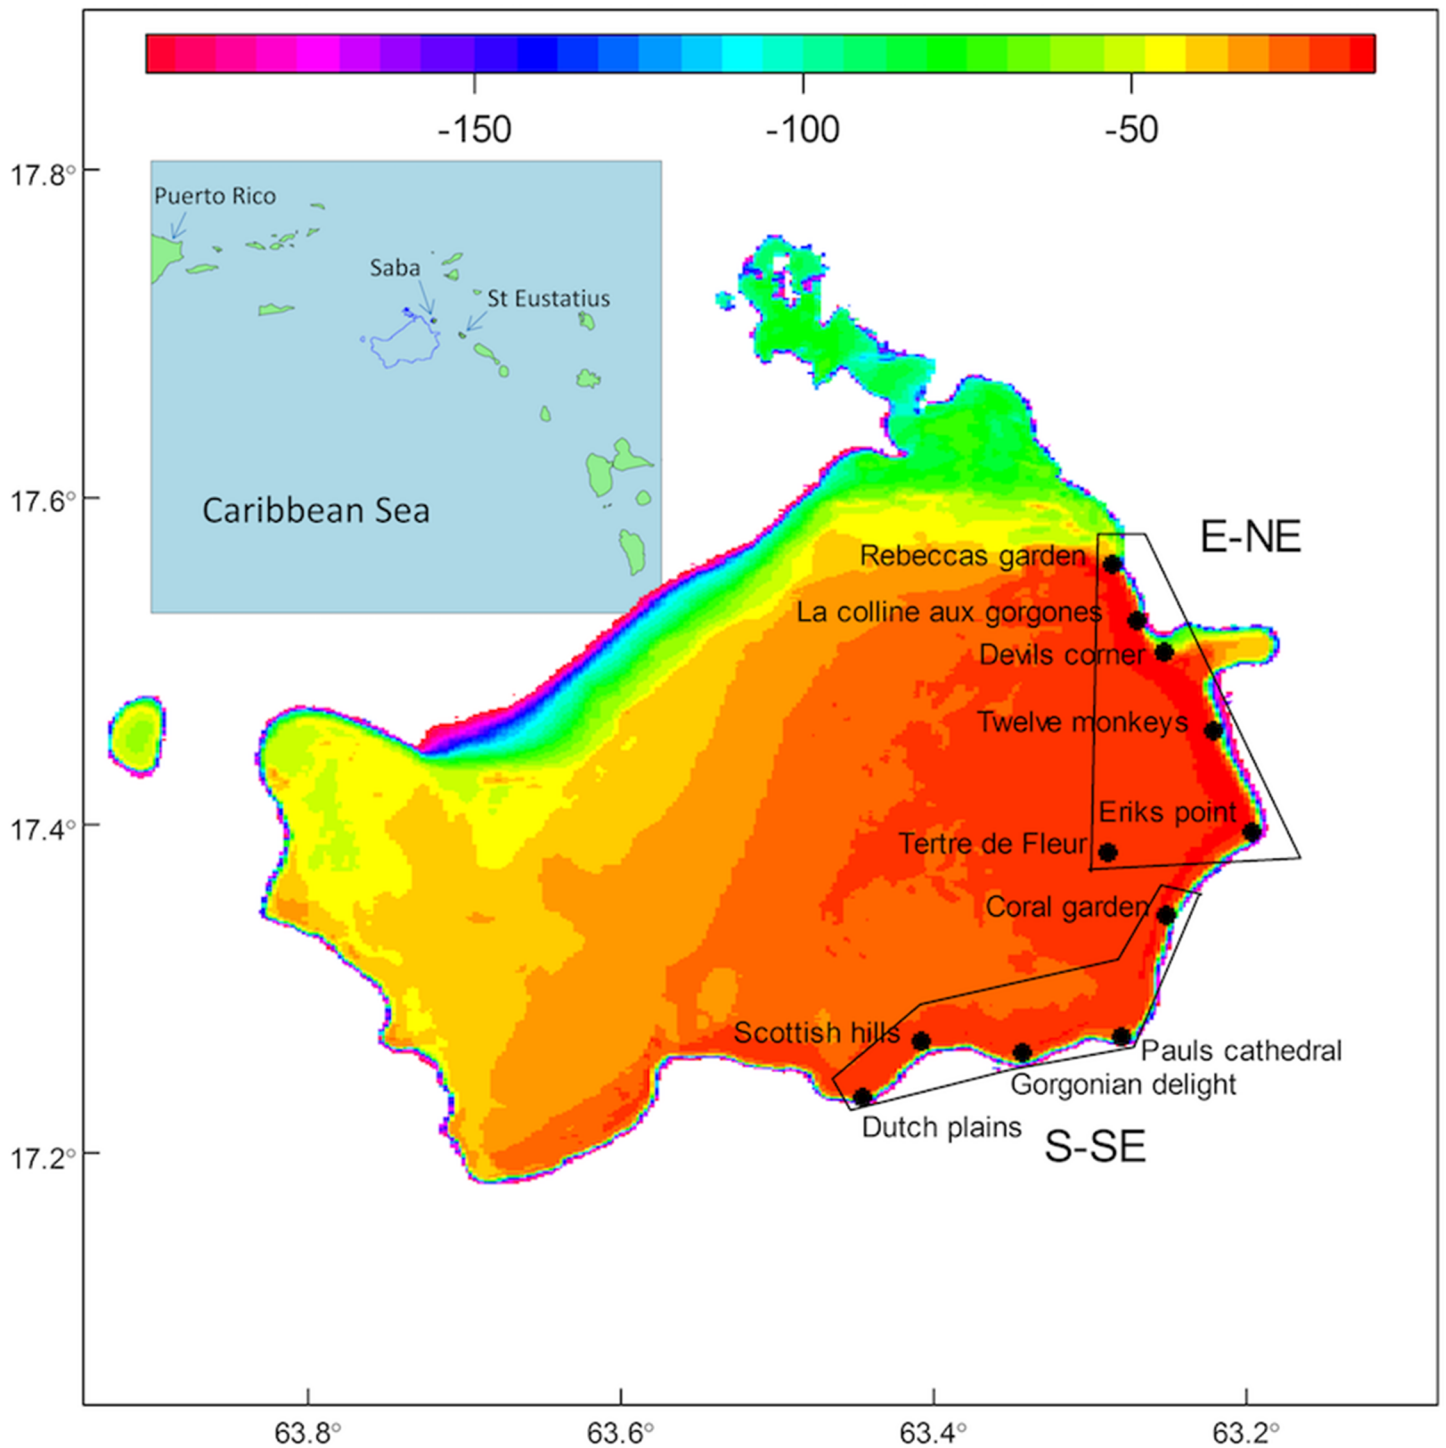 -150
-100
-50
17.8°
Puerto Rico
Saba
St Eustatius
Caribbean Sea
17.6°
E-NE
Rebeccas garden
La colline aux gorgones
Devils corner
Twelve monkeys
Eriks point
17.4°
Tertre de Fleur
Coral garden
Scottish hills
Pauls cathedral
Gorgonian delight
Dutch plains
S-SE
17.2°
63.8°
63.6°
63.4°
63.2°